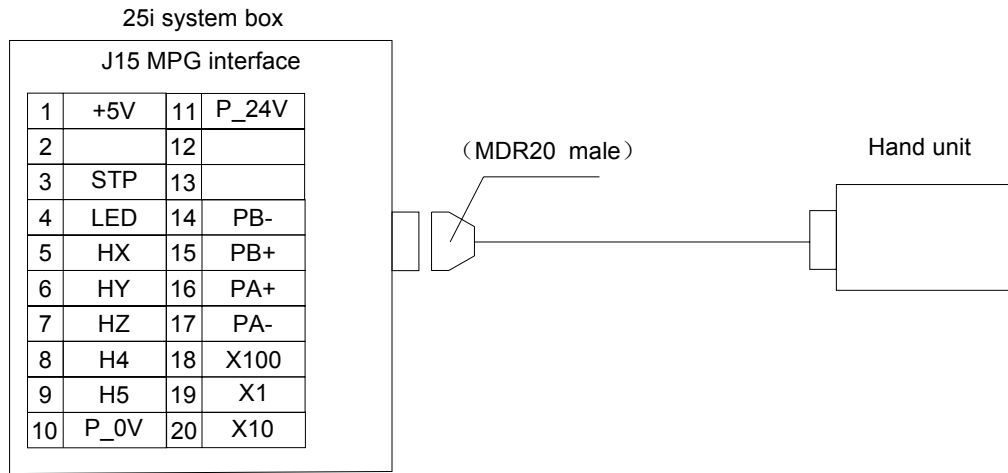 25i system box
J15 MPG interface
1 +5V 11 P_24V
2 12
3 STP 13
4 LED 14 PB-
5 HX 15 PB+
6 HY 16 PA+
7 HZ 17 PA-
8 H4 18 X100
9 H5 19 X1
10 P_0V 20 X10
（MDR20 male）
Hand unit